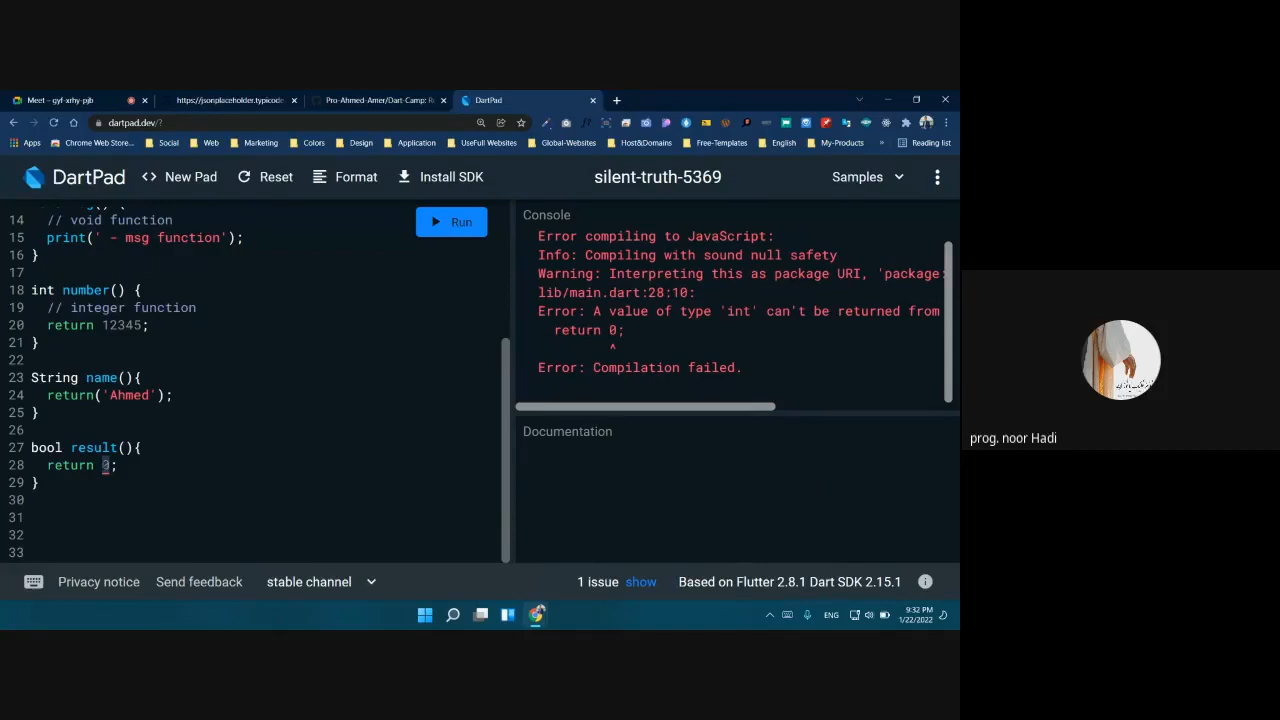 Meet – gyf-xrhy-pjb
https://jsonplaceholder.typicode
Pro-Ahmed-Amer/Dart-Camp: R
DartPad
dartpad.dev/?
Apps
Chrome Web Store...
Social
Web
Marketing
Colors
Design
Application
UseFull Websites
Global-Websites
Host&Domains
Free-Templates
English
My-Products
»
Reading list
DartPad
<> New Pad
Reset
Format
Install SDK
silent-truth-5369
Samples
14 // void function
15 print(' - msg function');
16 }
17
18 int number() {
19 // integer function
20 return 12345;
21 }
22
23 String name(){
24 return('Ahmed');
25 }
26
27 bool result(){
28 return 0;
29 }
30
31
32
33
Run
Console
Error compiling to JavaScript:
Info: Compiling with sound null safety
Warning: Interpreting this as package URI, 'package:
lib/main.dart:28:10:
Error: A value of type 'int' can't be returned from
return 0;
^
Error: Compilation failed.
Documentation
prog. noor Hadi
Privacy notice
Send feedback
stable channel
1 issue show
Based on Flutter 2.8.1 Dart SDK 2.15.1
ENG
9:32 PM
1/22/2022